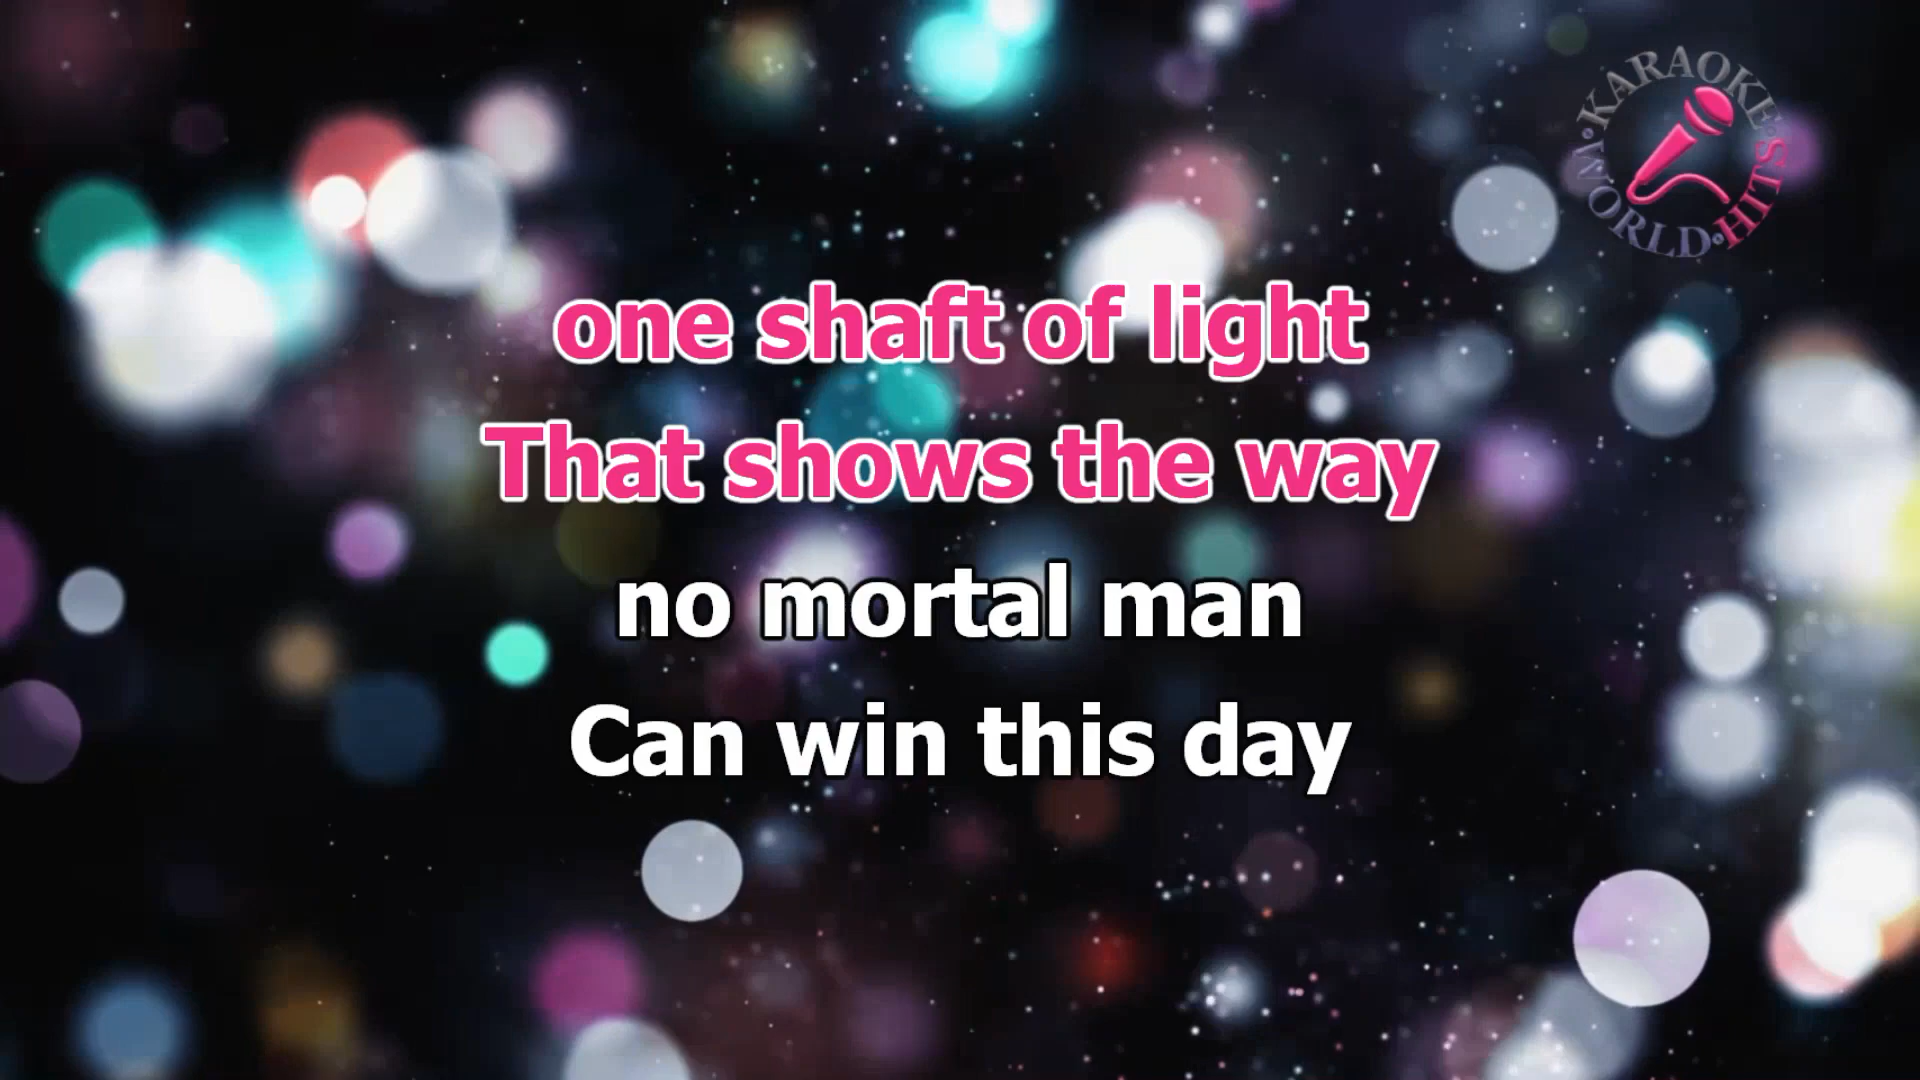 KARAOKE
WORLD HITS
one shaft of light
That shows the way
no mortal man
Can win this day